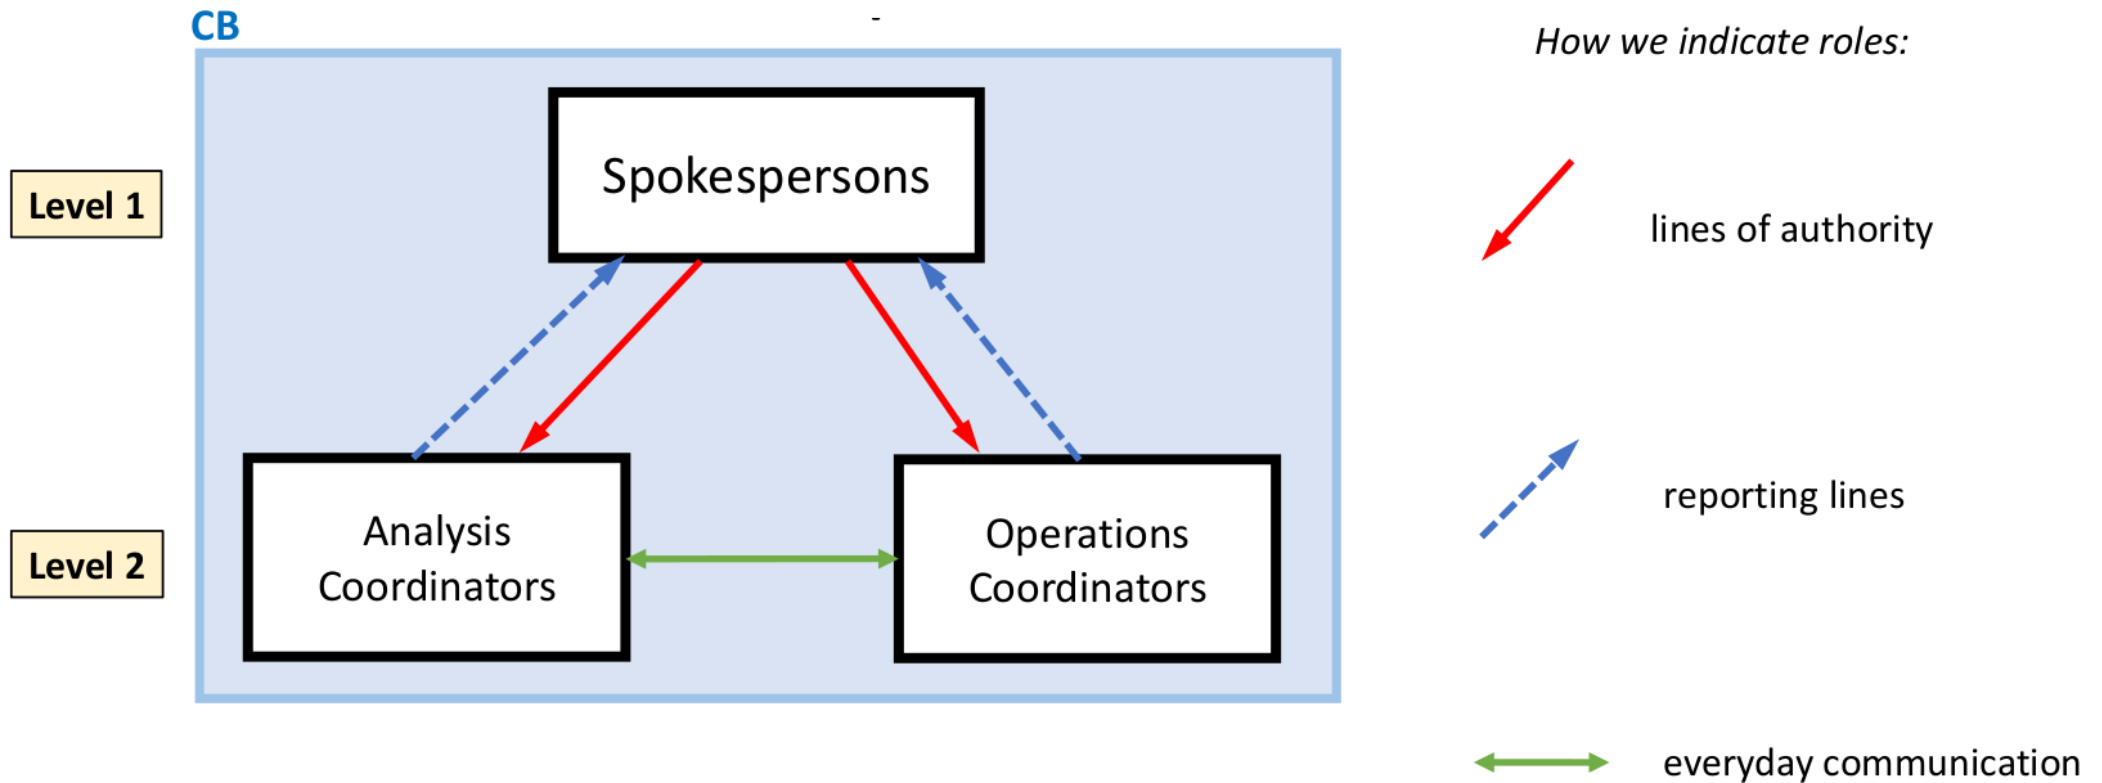 CB
-
How we indicate roles:
Spokespersons
Level 1
lines of authority
reporting lines
Analysis
Coordinators
Operations
Coordinators
Level 2
everyday communication